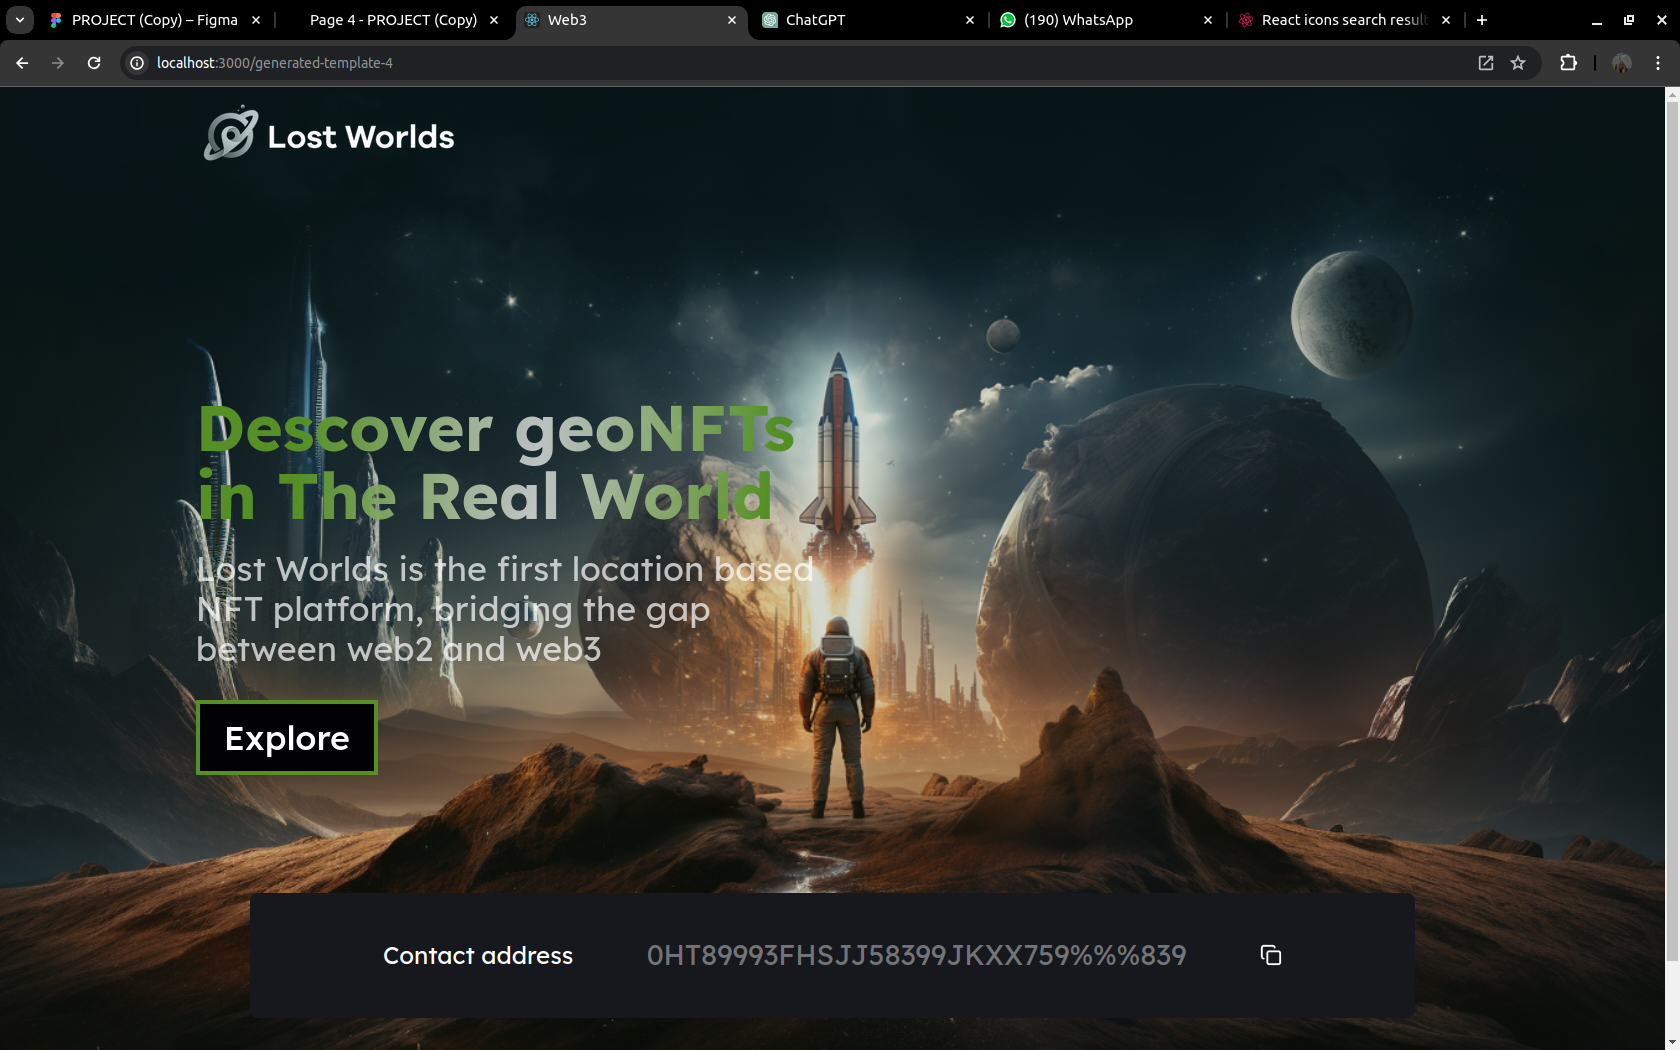 PROJECT (Copy) – Figma
Page 4 - PROJECT (Copy)
Web3
ChatGPT
(190) WhatsApp
React icons search result
localhost:3000/generated-template-4
Lost Worlds
Descover geoNFTs
in The Real World
Lost Worlds is the first location based
NFT platform, bridging the gap
between web2 and web3
Explore
Contact address
0HT89993FHSJJ58399JKXX759%%%839